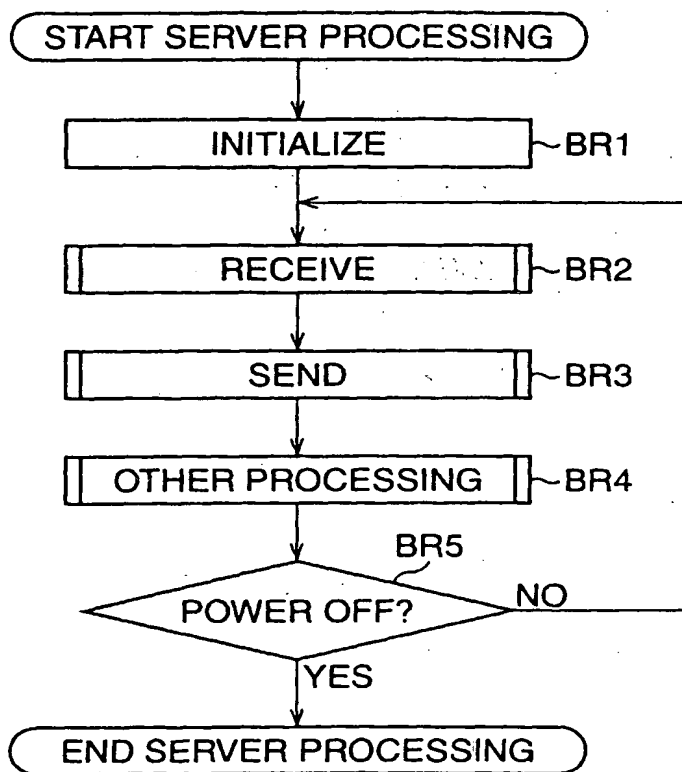 START SERVER PROCESSING
INITIALIZE
BR1
RECEIVE
BR2
SEND
BR3
OTHER PROCESSING
BR4
BR5
POWER OFF?
NO
YES
END SERVER PROCESSING